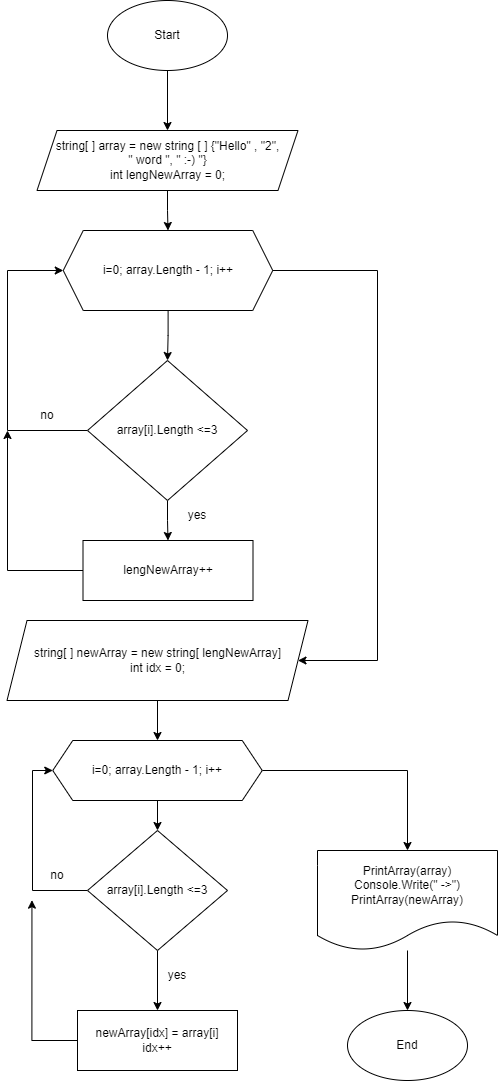 Start
string[ ] array = new string [ ] {"Hello" , "2",
" word ", " :-) "}
int lengNewArray = 0;
i=0; array.Length - 1; i++
no
array[i].Length <=3
yes
lengNewArray++
string[ ] newArray = new string[ lengNewArray]
int idx = 0;
i=0; array.Length - 1; i++
no
array[i].Length <=3
PrintArray(array)
Console.Write(" ->")
PrintArray(newArray)
yes
newArray[idx] = array[i]
idx++
End